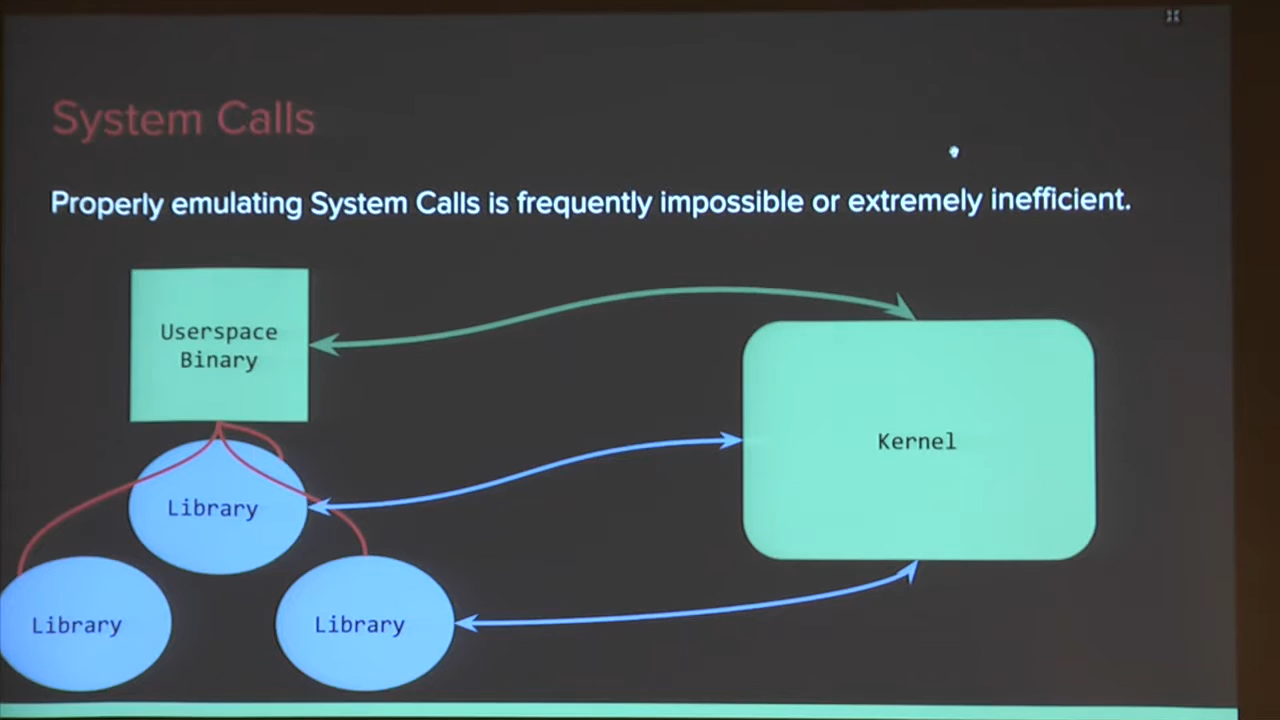 System Calls
Properly emulating System Calls is frequently impossible or extremely inefficient.
Userspace
Binary
Kernel
Library
Library
Library